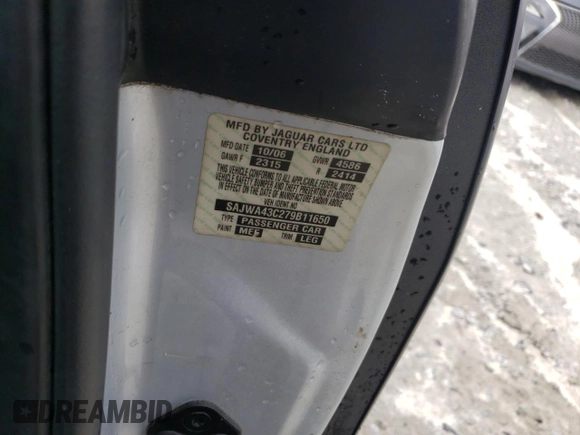 MFD BY JAGUAR CARS LTD
COVENTRY ENGLAND
MFD DATE 10/06 GVWR 4586
GAWR F 2315 R 2414
THIS VEHICLE CONFORMS TO ALL APPLICABLE FEDERAL MOTOR
VEHICLE SAFETY, BUMPER AND THEFT PREVENTION STANDARDS
IN EFFECT ON THE DATE OF MANUFACTURE SHOWN ABOVE.
VEH IDENT NO
SAJWA43C279B11650
TYPE PASSENGER CAR
PAINT MEE TRIM LEG
DREAMBID